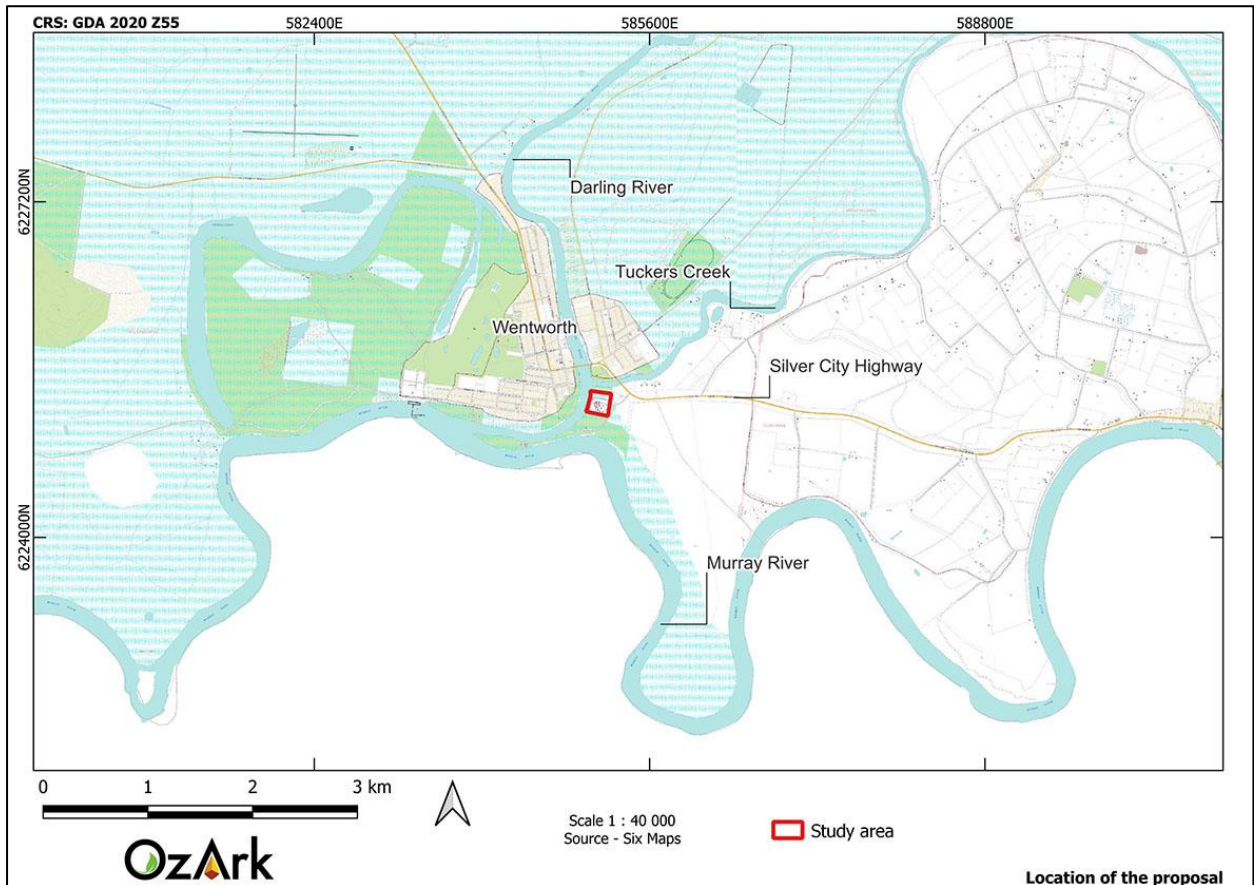 CRS: GDA 2020 Z55
582400E
585600E
588800E
6227200N
6224000N
Darling River
Tuckers Creek
Wentworth
Silver City Highway
Murray River
0 1 2 3 km
Scale 1 : 40 000
Source - Six Maps
Study area
OzArk
Location of the proposal